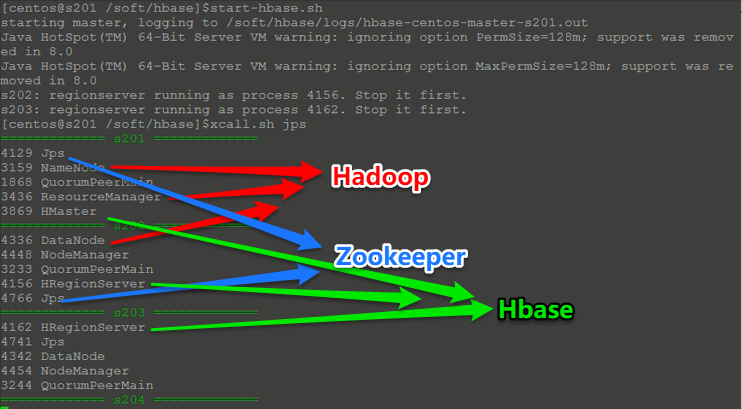 [centos@s201 /soft/hbase]$start-hbase.sh
starting master, logging to /soft/hbase/logs/hbase-centos-master-s201.out
Java HotSpot(TM) 64-Bit Server VM warning: ignoring option PermSize=128m; support was remov
ed in 8.0
Java HotSpot(TM) 64-Bit Server VM warning: ignoring option MaxPermSize=128m; support was re
moved in 8.0
s202: regionserver running as process 4156. Stop it first.
s203: regionserver running as process 4162. Stop it first.
[centos@s201 /soft/hbase]$xcall.sh jps
============= s201 =============
4129 Jps
3159 NameNode
1868 QuorumPeerMain
3436 ResourceManager
3869 HMaster
============= s202 =============
4336 DataNode
4448 NodeManager
3233 QuorumPeerMain
4156 HRegionServer
4766 Jps
============= s203 =============
4162 HRegionServer
4741 Jps
4342 DataNode
4454 NodeManager
3244 QuorumPeerMain
============= s204 =============
Hadoop
Zookeeper
Hbase